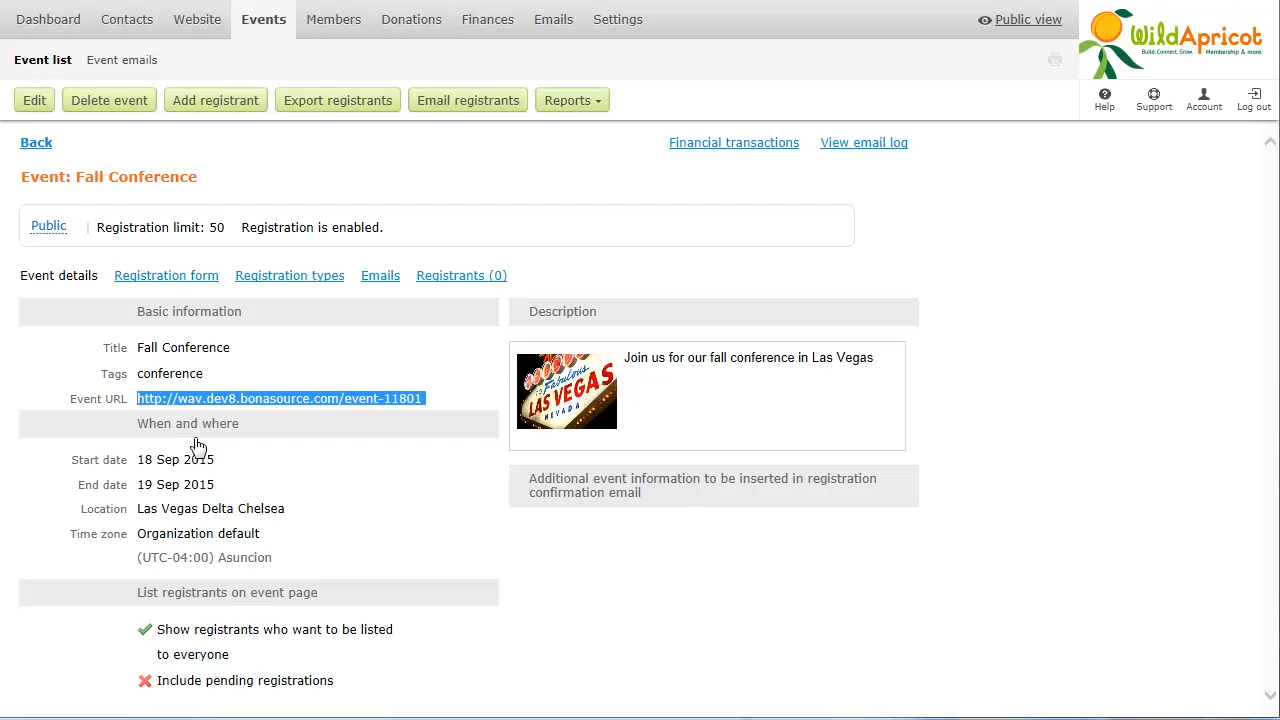 Dashboard Contacts Website Events Members Donations Finances Emails Settings Public view
WildApricot
Build. Connect. Grow. Membership & more.
Event list Event emails
Edit Delete event Add registrant Export registrants Email registrants Reports
Help Support Account Log out
Back Financial transactions View email log
Event: Fall Conference
Public | Registration limit: 50 Registration is enabled.
Event details Registration form Registration types Emails Registrants (0)
Basic information
Title Fall Conference
Tags conference
Event URL http://wav.dev8.bonasource.com/event-11801
When and where
Start date 18 Sep 2015
End date 19 Sep 2015
Location Las Vegas Delta Chelsea
Time zone Organization default
(UTC-04:00) Asuncion
List registrants on event page
Show registrants who want to be listed
to everyone
Include pending registrations
Description
Join us for our fall conference in Las Vegas
Fabulous
LAS VEGAS
NEVADA
Additional event information to be inserted in registration
confirmation email